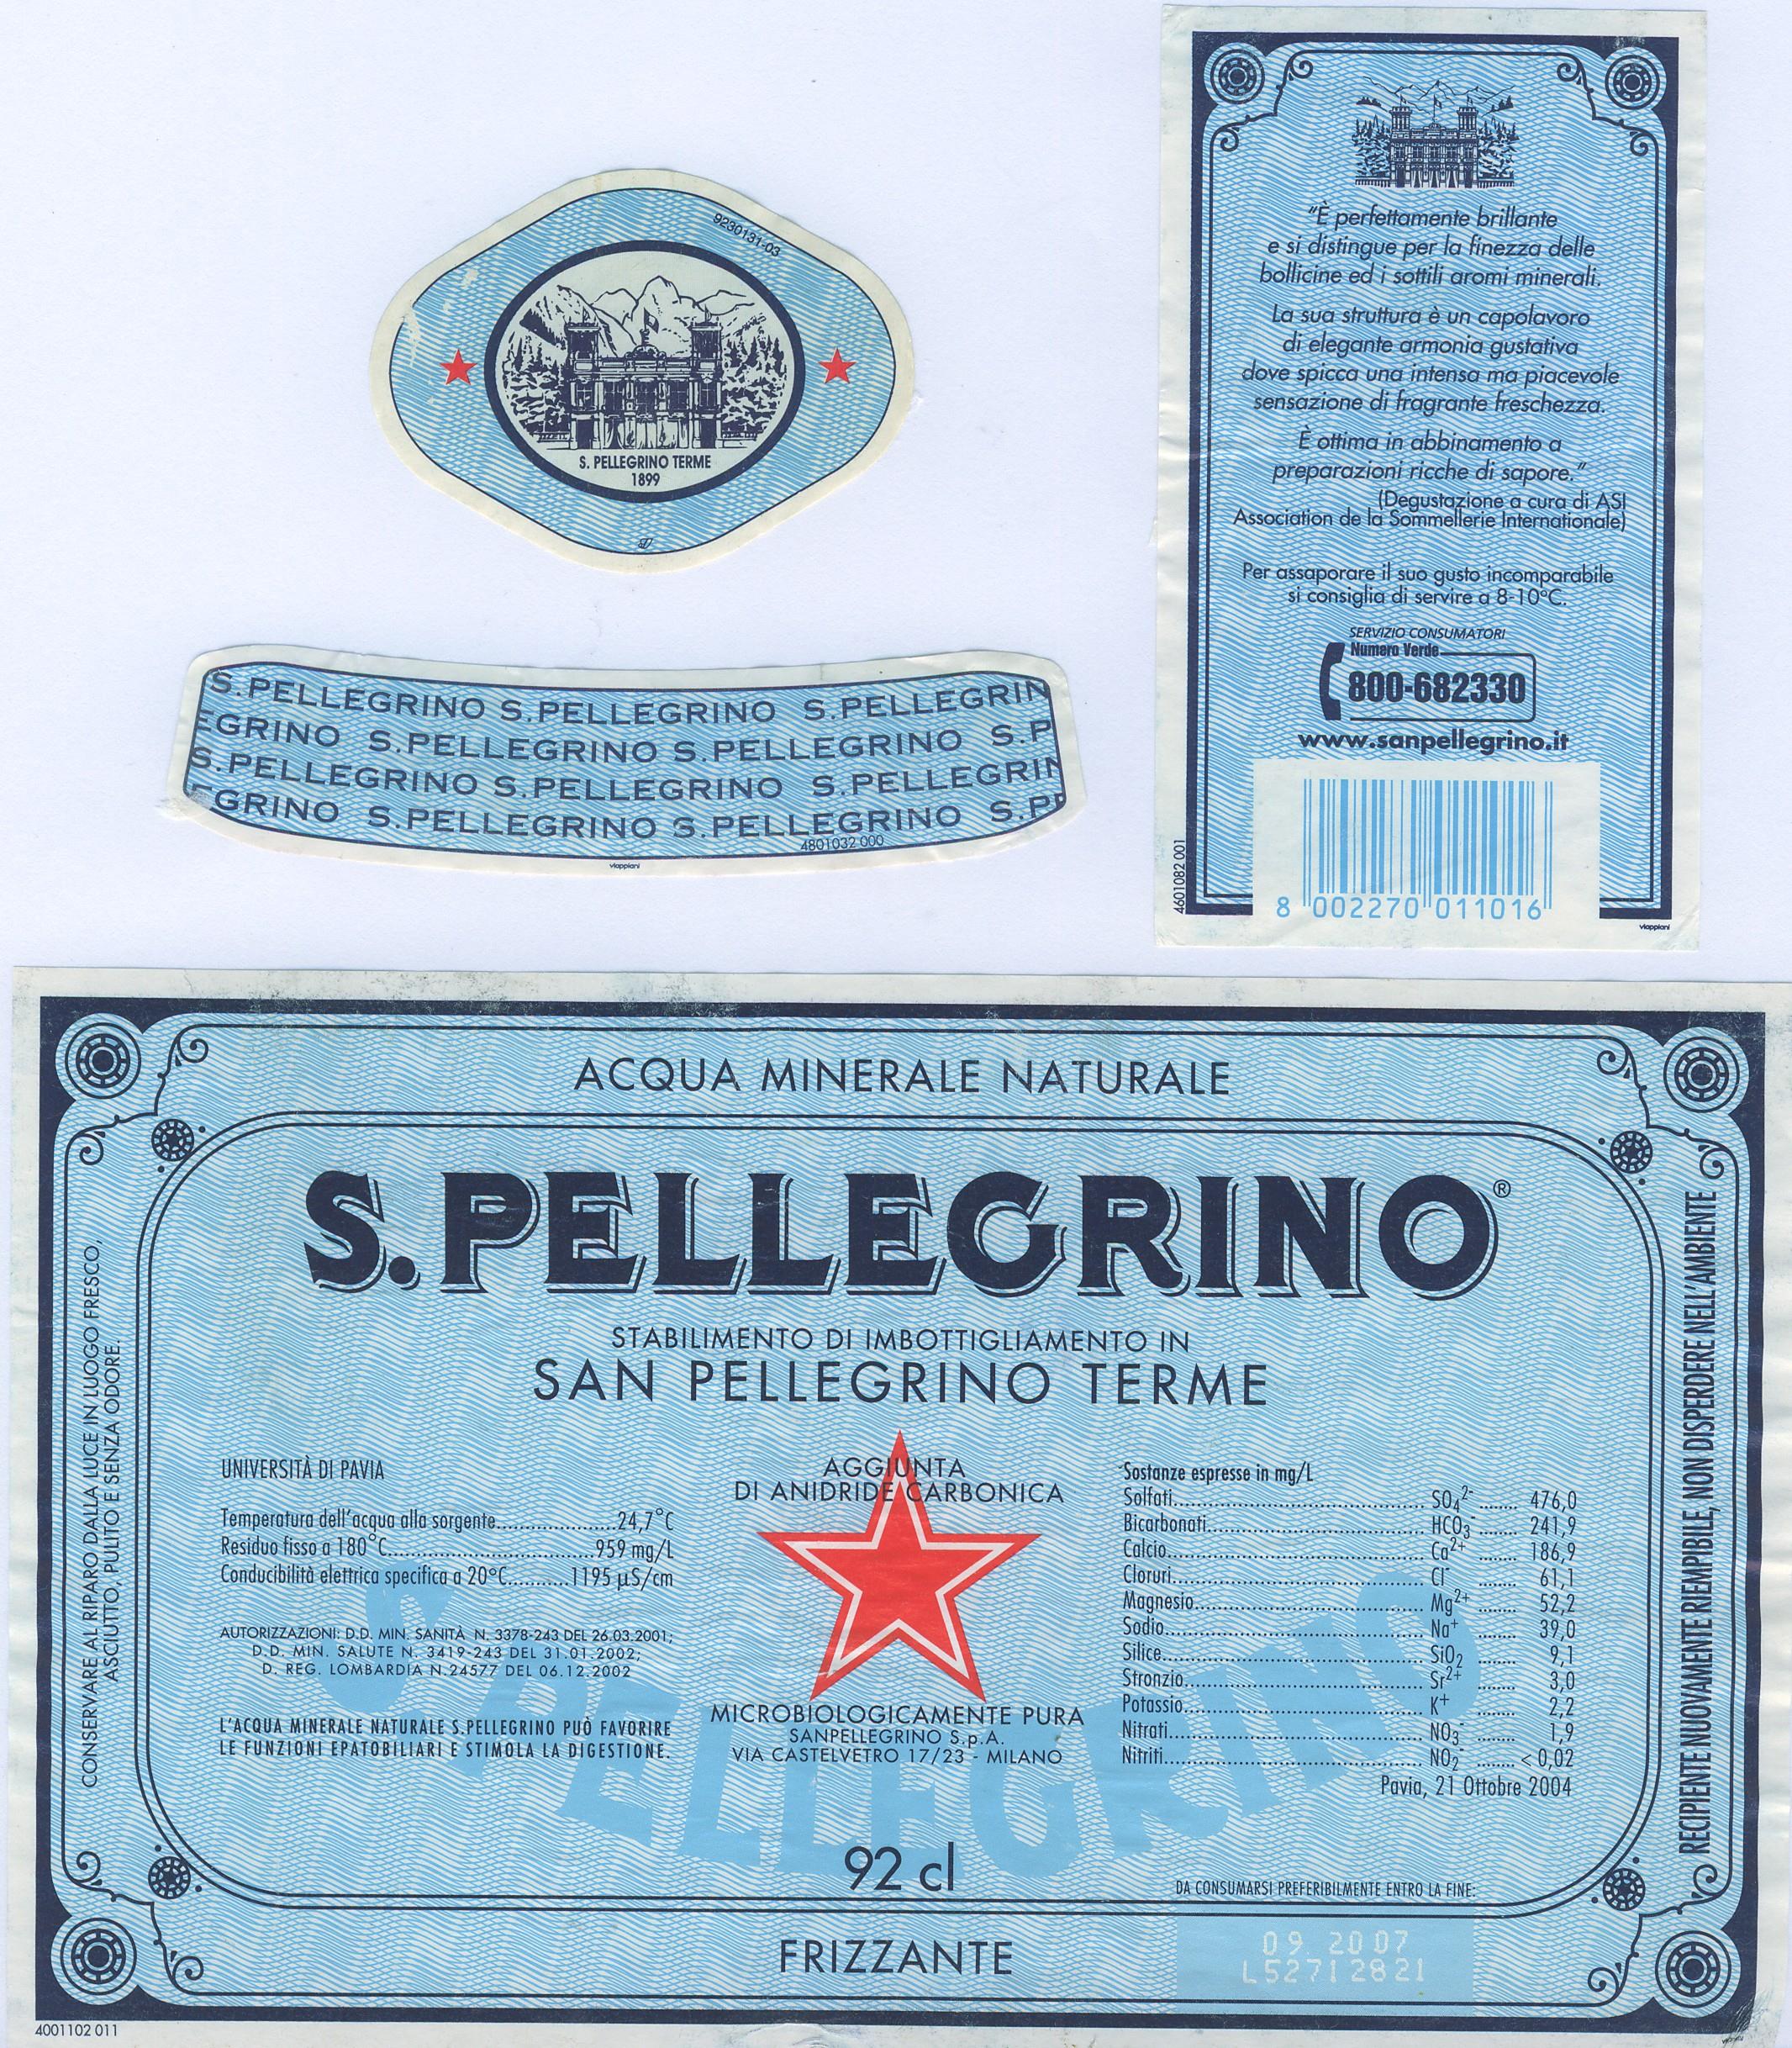 9230131-03
S. PELLEGRINO TERME
1899
S.PELLEGRINO S.PELLEGRINO S.PELLEGRIN
EGRINO S.PELLEGRINO S.PELLEGRINO S.P
S.PELLEGRINO S.PELLEGRINO S.PELLEGRIN
EGRINO S.PELLEGRINO S.PELLEGRINO S.PE
4801032 000
viappiani
"È perfettamente brillante
e si distingue per la finezza delle
bollicine ed i sottili aromi minerali.
La sua struttura è un capolavoro
di elegante armonia gustativa
dove spicca una intensa ma piacevole
sensazione di fragrante freschezza.
È ottima in abbinamento a
preparazioni ricche di sapore."
(Degustazione a cura di ASI
Association de la Sommellerie Internationale)
Per assaporare il suo gusto incomparabile
si consiglia di servire a 8-10°C.
SERVIZIO CONSUMATORI
Numero Verde
800-682330
www.sanpellegrino.it
8 002270 011016
4601082 001
viappiani
ACQUA MINERALE NATURALE
S.PELLEGRINO®
STABILIMENTO DI IMBOTTIGLIAMENTO IN
SAN PELLEGRINO TERME
CONSERVARE AL RIPARO DALLA LUCE IN LUOGO FRESCO,
ASCIUTTO, PULITO E SENZA ODORE.
UNIVERSITÀ DI PAVIA
Temperatura dell'acqua alla sorgente....................24,7°C
Residuo fisso a 180°C...................................959 mg/L
Conducibilità elettrica specifica a 20°C...........1195 µS/cm
AUTORIZZAZIONI: D.D. MIN. SANITÀ N. 3378-243 DEL 26.03.2001;
D.D. MIN. SALUTE N. 3419-243 DEL 31.01.2002;
D. REG. LOMBARDIA N.24577 DEL 06.12.2002
L'ACQUA MINERALE NATURALE S.PELLEGRINO PUÒ FAVORIRE
LE FUNZIONI EPATOBILIARI E STIMOLA LA DIGESTIONE.
AGGIUNTA
DI ANIDRIDE CARBONICA
MICROBIOLOGICAMENTE PURA
SANPELLEGRINO S.p.A.
VIA CASTELVETRO 17/23 - MILANO
Sostanze espresse in mg/L
Solfati.......... SO₄²⁻ ........ 476,0
Bicarbonati.......... HCO₃⁻ ........ 241,9
Calcio.......... Ca²⁺ ........ 186,9
Cloruri.......... Cl⁻ ........ 61,1
Magnesio.......... Mg²⁺ ........ 52,2
Sodio.......... Na⁺ ........ 39,0
Silice.......... SiO₂ ........ 9,1
Stronzio.......... Sr²⁺ ........ 3,0
Potassio.......... K⁺ ........ 2,2
Nitrati.......... NO₃⁻ ........ 1,9
Nitriti.......... NO₂⁻ ........ < 0,02
Pavia, 21 Ottobre 2004
S.PELLEGRINO
92 cl
DA CONSUMARSI PREFERIBILMENTE ENTRO LA FINE:
09 2007
L52712821
FRIZZANTE
RECIPIENTE NUOVAMENTE RIEMPIBILE, NON DISPERDERE NELL'AMBIENTE
4001102 011